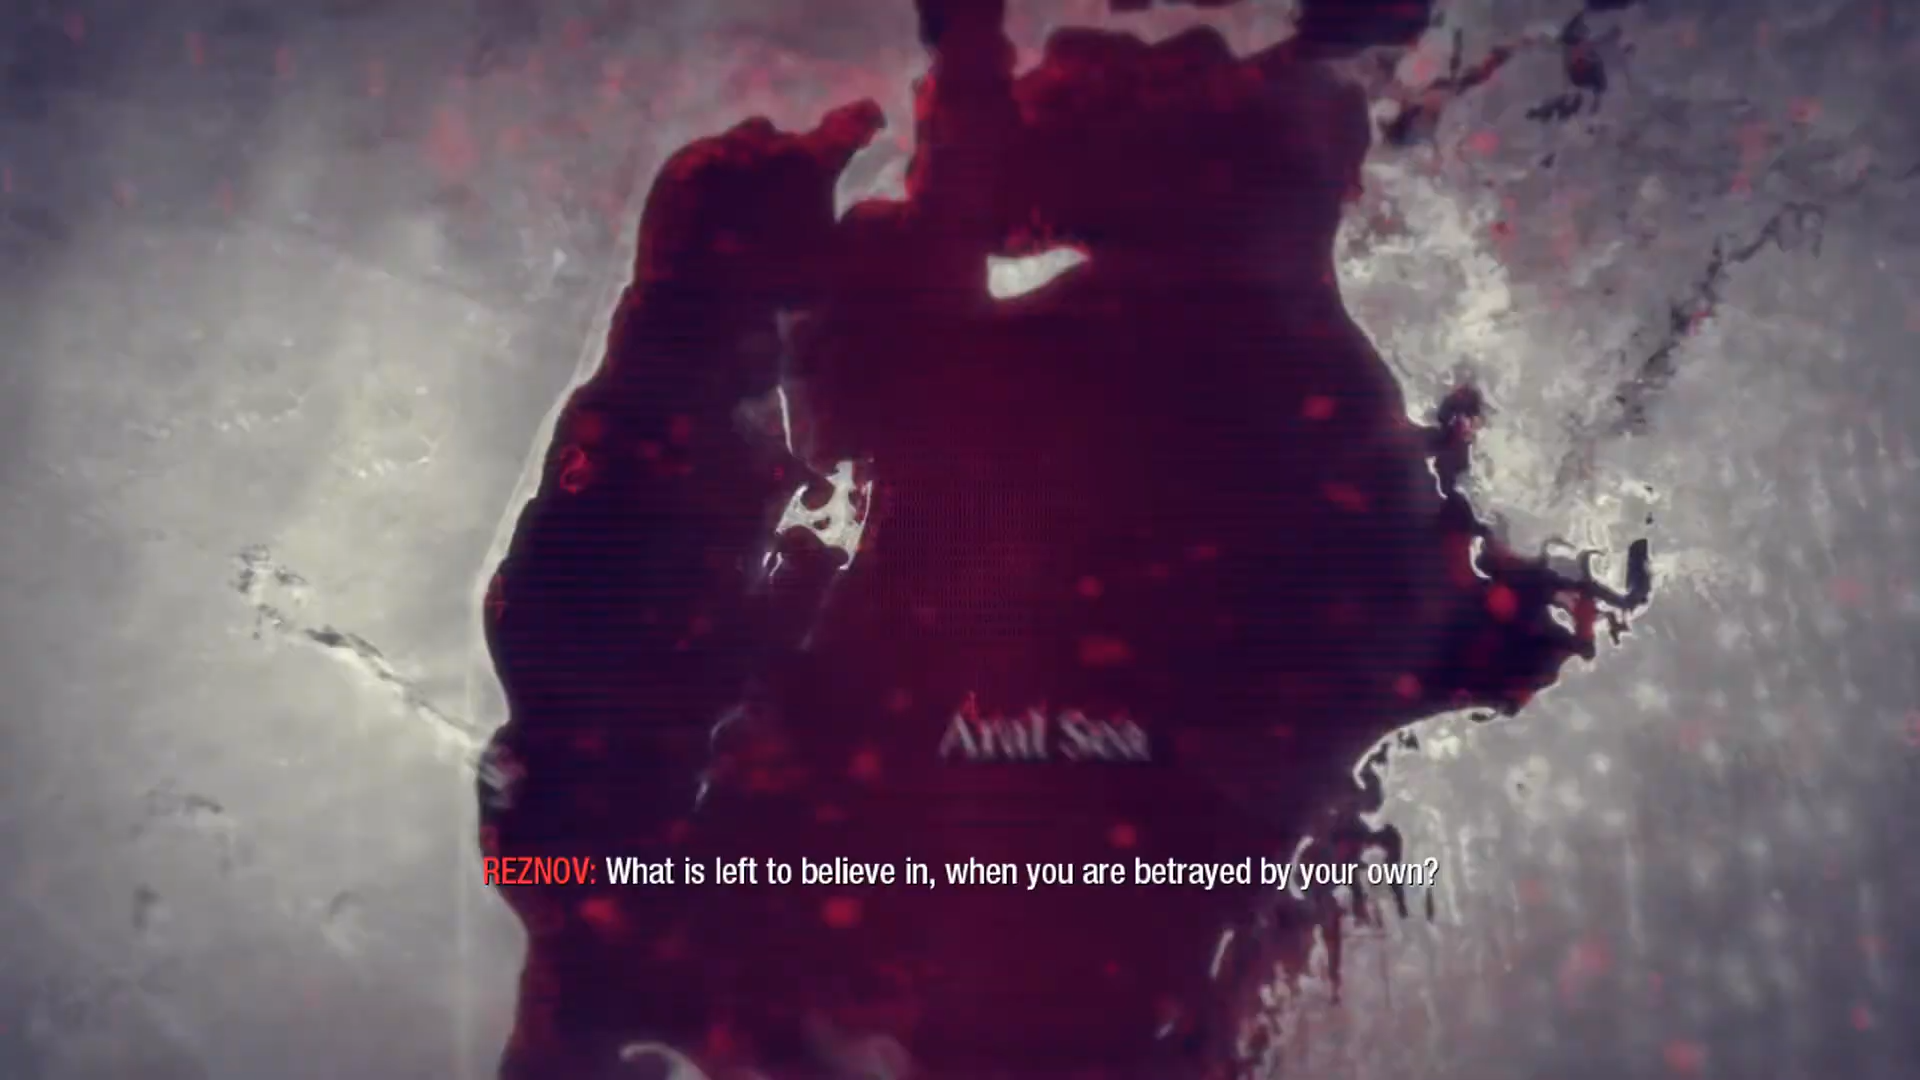 Aral Sea
REZNOV: What is left to believe in, when you are betrayed by your own?